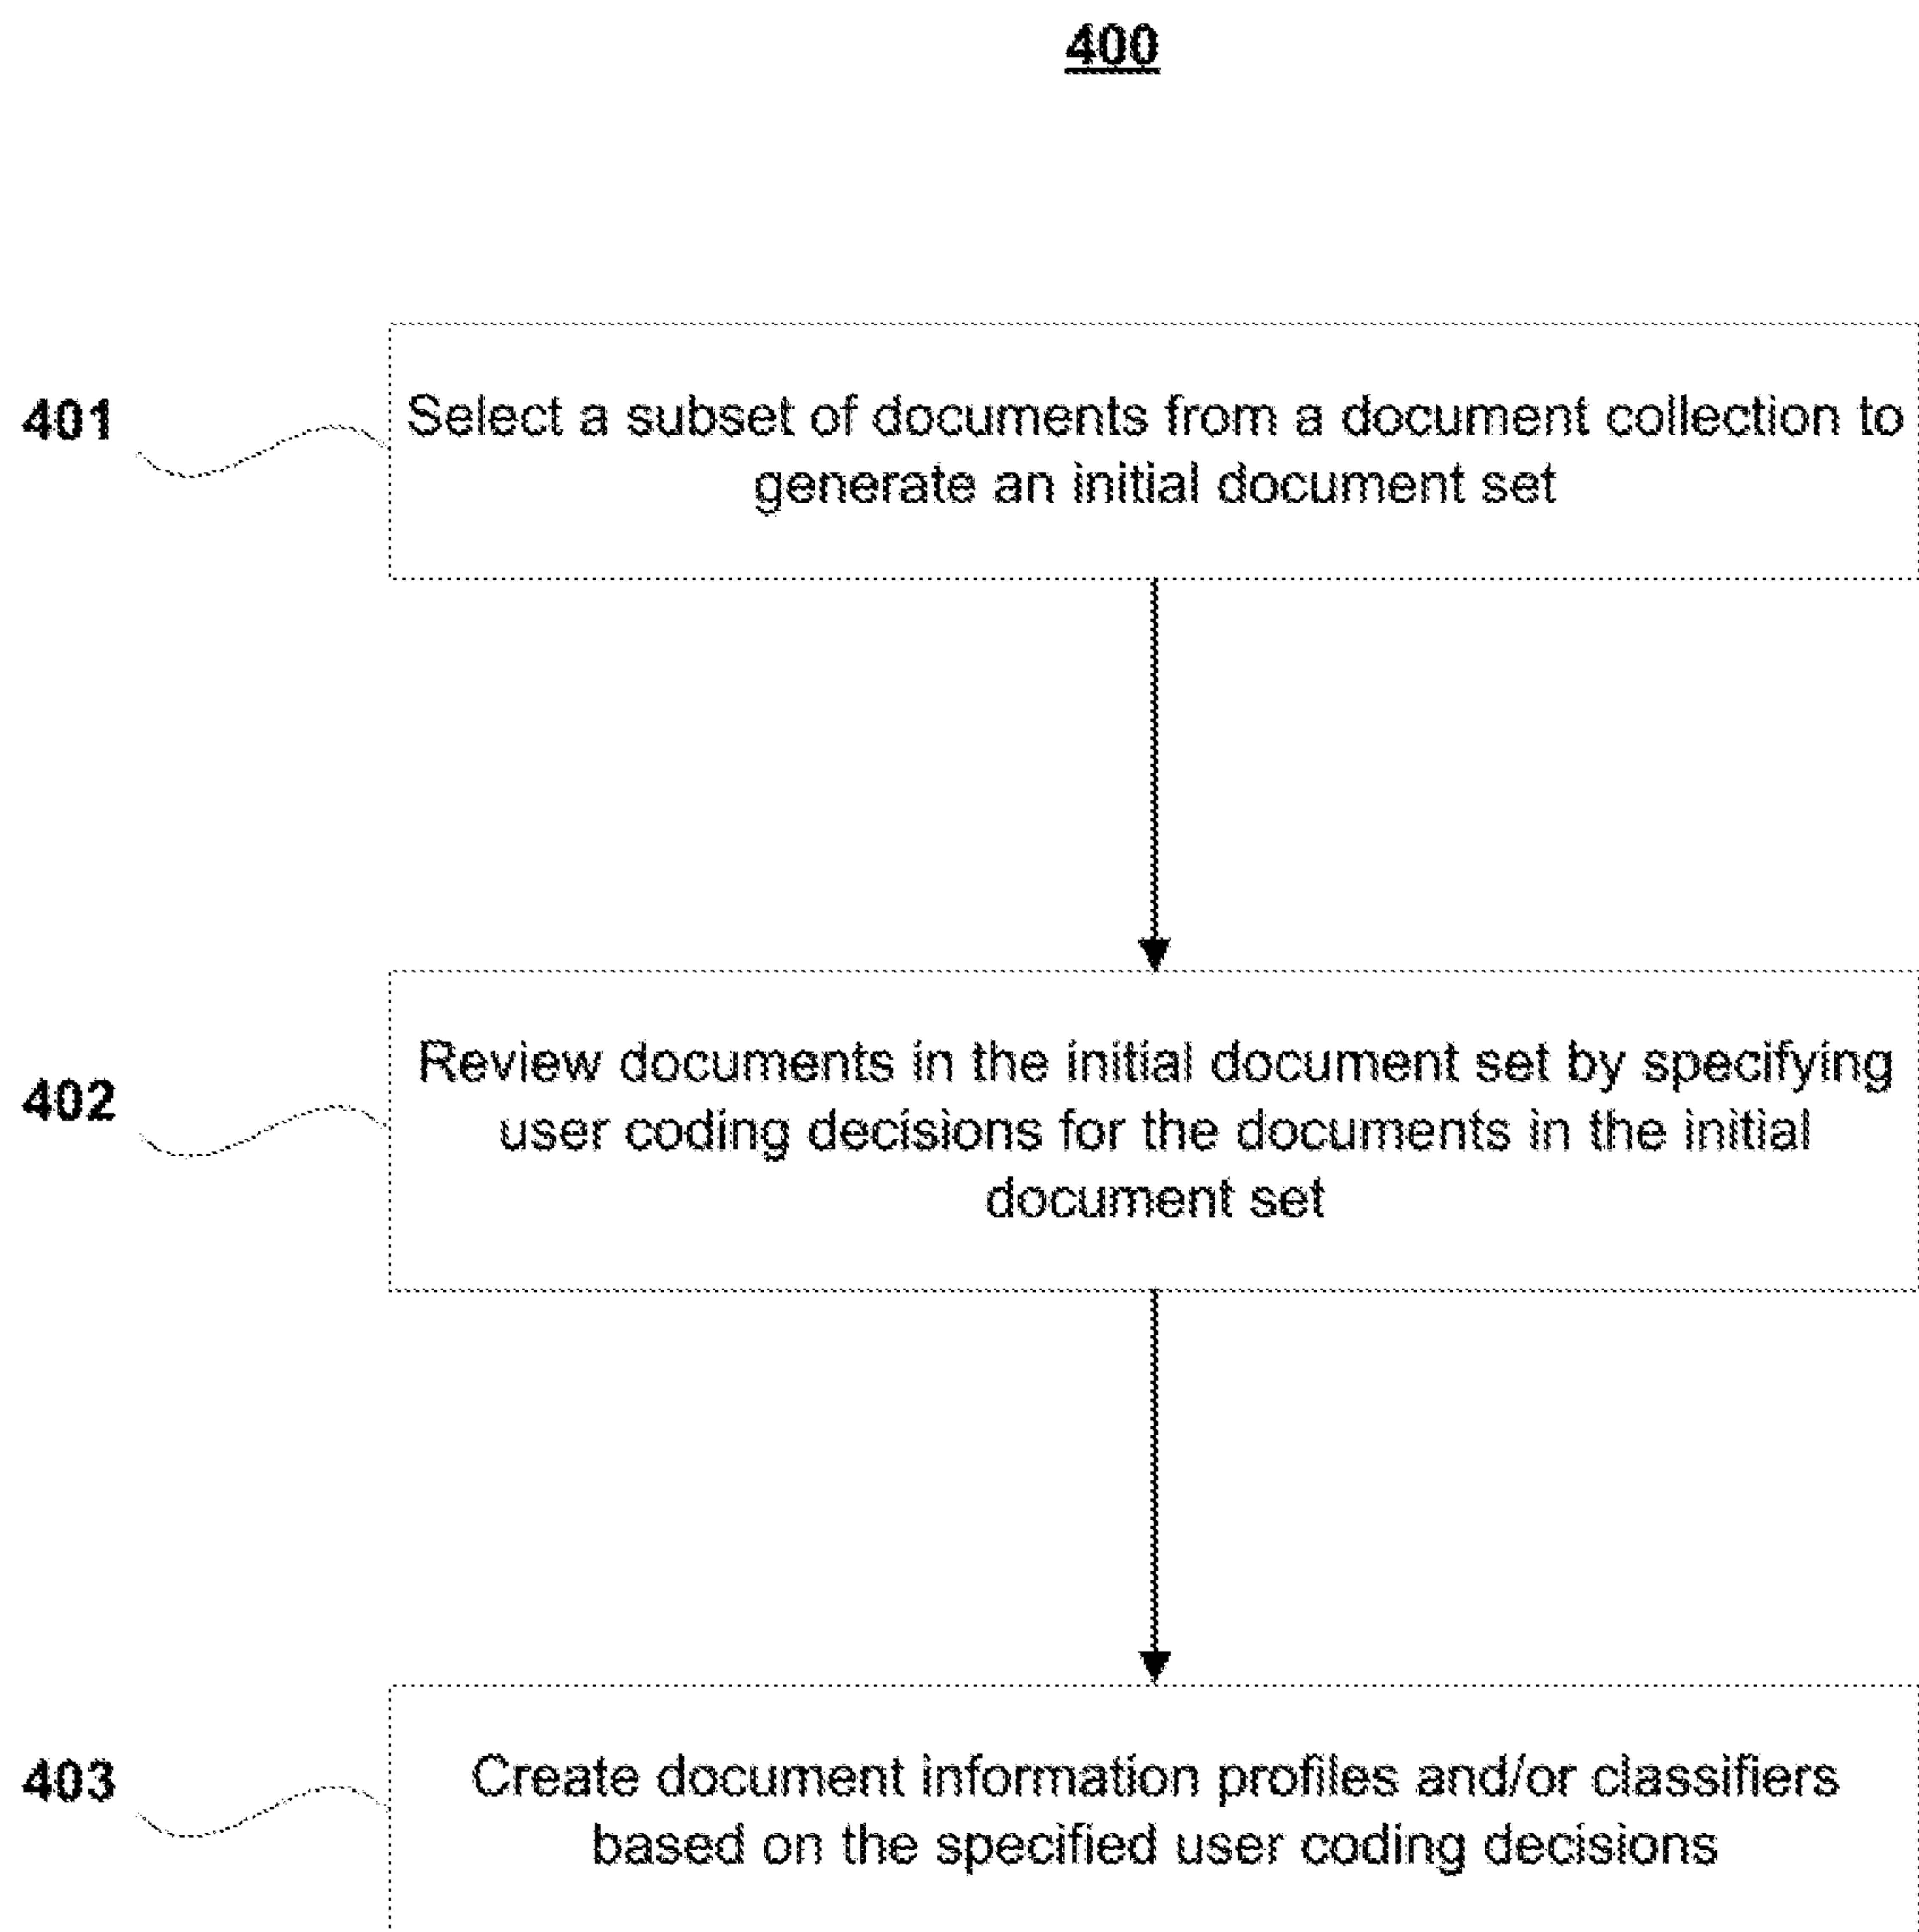 400
401
Select a subset of documents from a document collection to
generate an initial document set
402
Review documents in the initial document set by specifying
user coding decisions for the documents in the initial
document set
403
Create document information profiles and/or classifiers
based on the specified user coding decisions